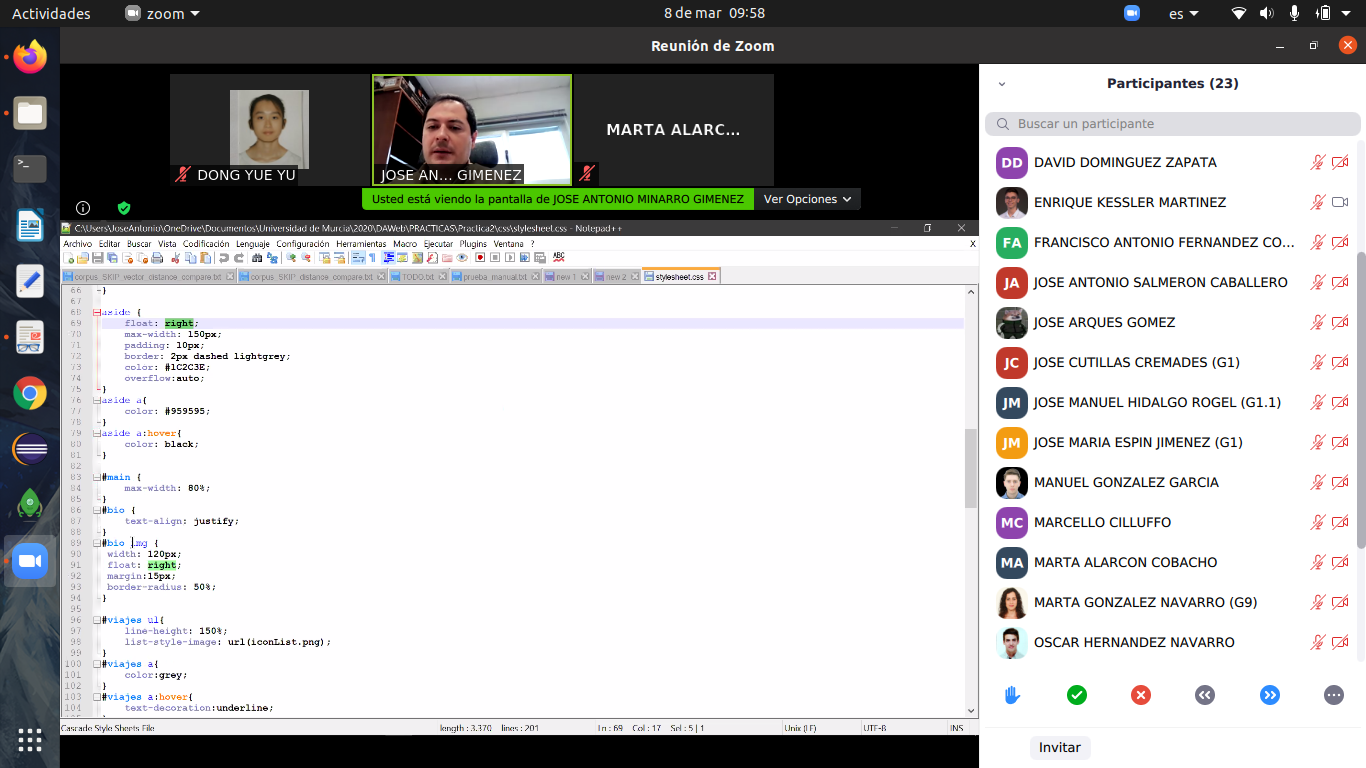 Actividades
zoom
8 de mar 09:58
es
Reunión de Zoom
DONG YUE YU
JOSE AN... GIMENEZ
MARTA ALARC...
Usted está viendo la pantalla de JOSE ANTONIO MINARRO GIMENEZ
Ver Opciones
C:\Users\JoseAntonio\OneDrive\Documentos\Universidad de Murcia\2020\DAWeb\PRACTICAS\Practica2\css\stylesheet.css - Notepad++
Archivo Editar Buscar Vista Codificación Lenguaje Configuración Herramientas Macro Ejecutar Plugins Ventana ?
X
corpus_SKIP_vector_distance_compare.txt
corpus_SKIP_distance_compare.txt
TODO.txt
prueba_manual.txt
new 1
new 2
stylesheet.css
66 }
67
68 aside {
69 float: right;
70 max-width: 150px;
71 padding: 10px;
72 border: 2px dashed lightgrey;
73 color: #1C2C3E;
74 overflow:auto;
75 }
76 aside a{
77 color: #959595;
78 }
79 aside a:hover{
80 color: black;
81 }
82
83 #main {
84 max-width: 80%;
85 }
86 #bio {
87 text-align: justify;
88 }
89 #bio img {
90 width: 120px;
91 float: right;
92 margin:15px;
93 border-radius: 50%;
94 }
95
96 #viajes ul{
97 line-height: 150%;
98 list-style-image: url(iconList.png);
99 }
100 #viajes a{
101 color:grey;
102 }
103 #viajes a:hover{
104 text-decoration:underline;
Cascade Style Sheets File
length : 3.370 lines : 201
Ln : 69 Col : 17 Sel : 5 | 1
Unix (LF)
UTF-8
INS
Participantes (23)
Buscar un participante
DD DAVID DOMINGUEZ ZAPATA
ENRIQUE KESSLER MARTINEZ
FA FRANCISCO ANTONIO FERNANDEZ CO...
JA JOSE ANTONIO SALMERON CABALLERO
JOSE ARQUES GOMEZ
JC JOSE CUTILLAS CREMADES (G1)
JM JOSE MANUEL HIDALGO ROGEL (G1.1)
JM JOSE MARIA ESPIN JIMENEZ (G1)
MANUEL GONZALEZ GARCIA
MC MARCELLO CILLUFFO
MA MARTA ALARCON COBACHO
MARTA GONZALEZ NAVARRO (G9)
OSCAR HERNANDEZ NAVARRO
Invitar